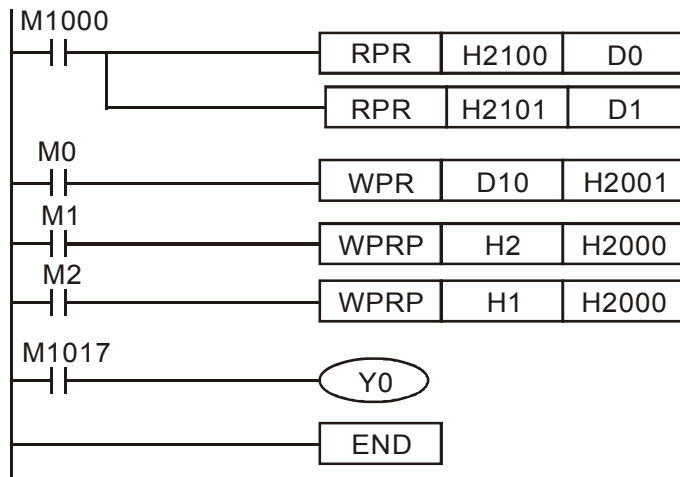 M1000
RPR H2100 D0
RPR H2101 D1
M0
WPR D10 H2001
M1
WPRP H2 H2000
M2
WPRP H1 H2000
M1017
Y0
END